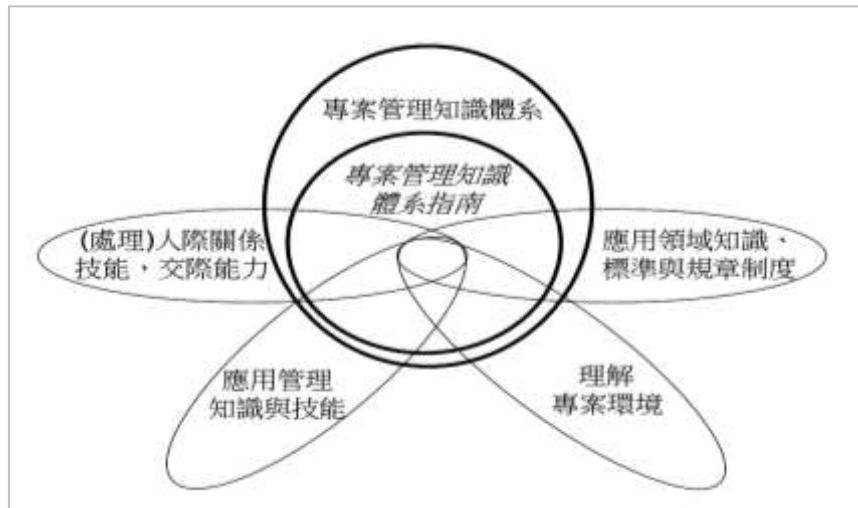 專案管理知識體系
專案管理知識
體系指南
(處理)人際關係
技能，交際能力
應用領域知識、
標準與規章制度
應用管理
知識與技能
理解
專案環境